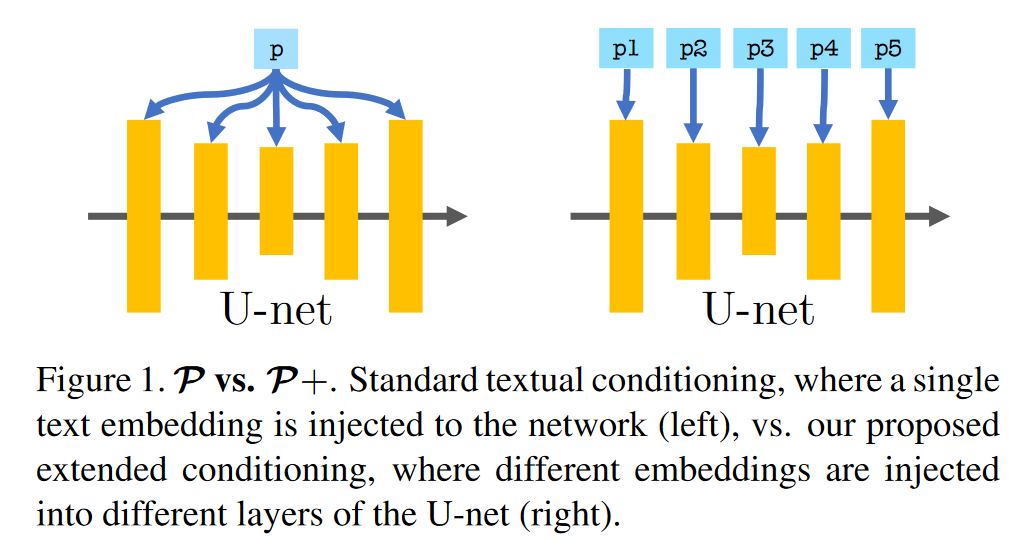 p
p1 p2 p3 p4 p5
U-net
U-net
Figure 1. 𝓟 vs. 𝓟+. Standard textual conditioning, where a single
text embedding is injected to the network (left), vs. our proposed
extended conditioning, where different embeddings are injected
into different layers of the U-net (right).